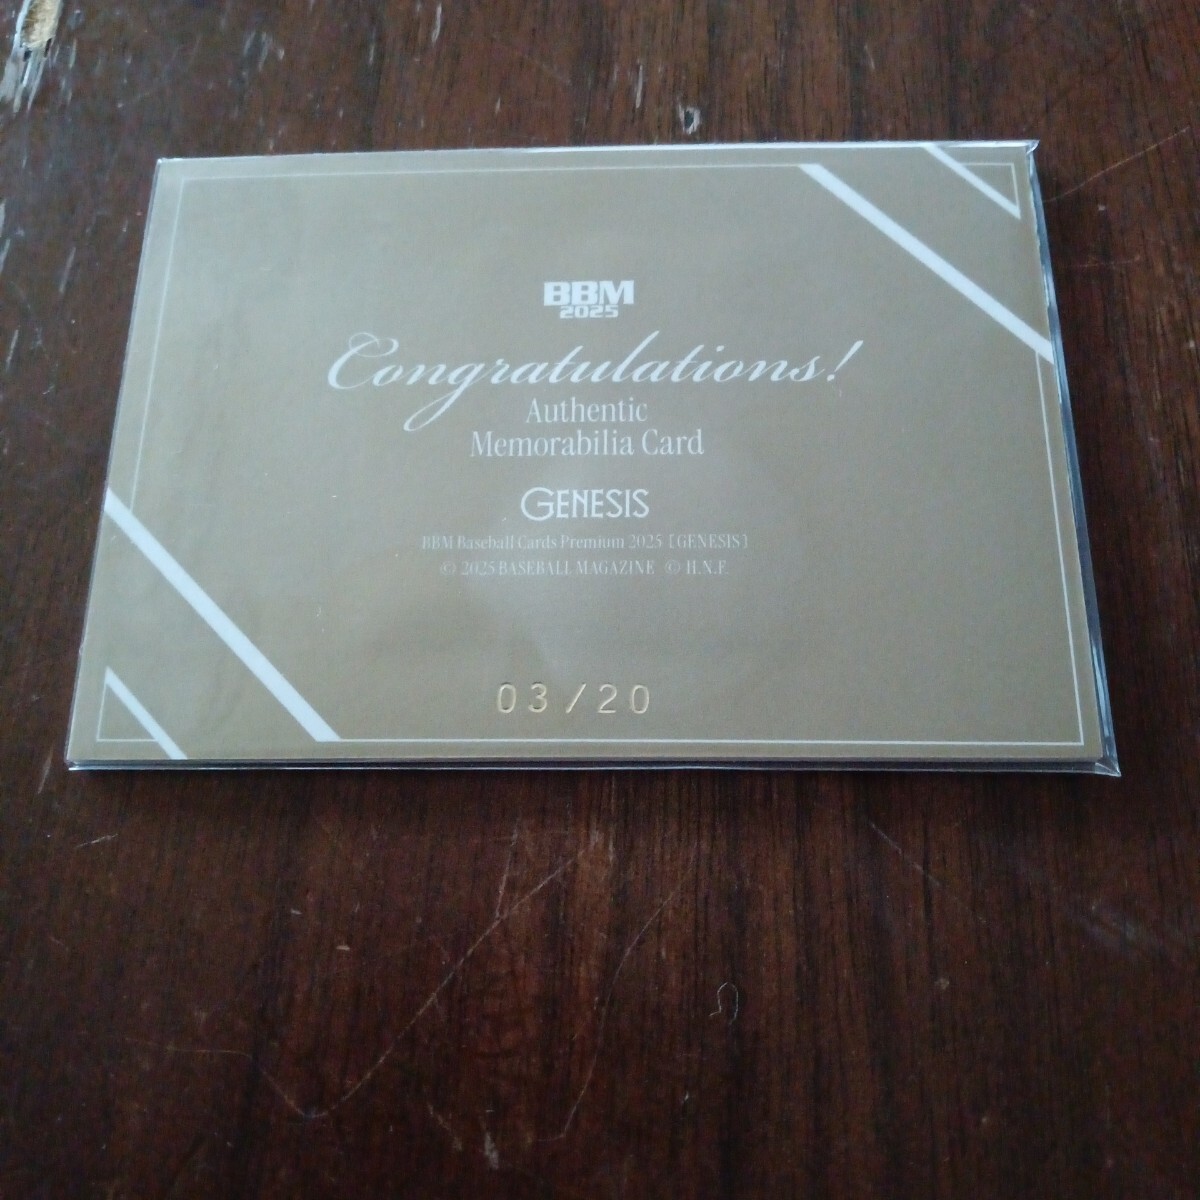 BBM
2025
Congratulations!
Authentic
Memorabilia Card
GENESIS
BBM Baseball Cards Premium 2025 [GENESIS]
© 2025 BASEBALL MAGAZINE © H.N.F.
03/20